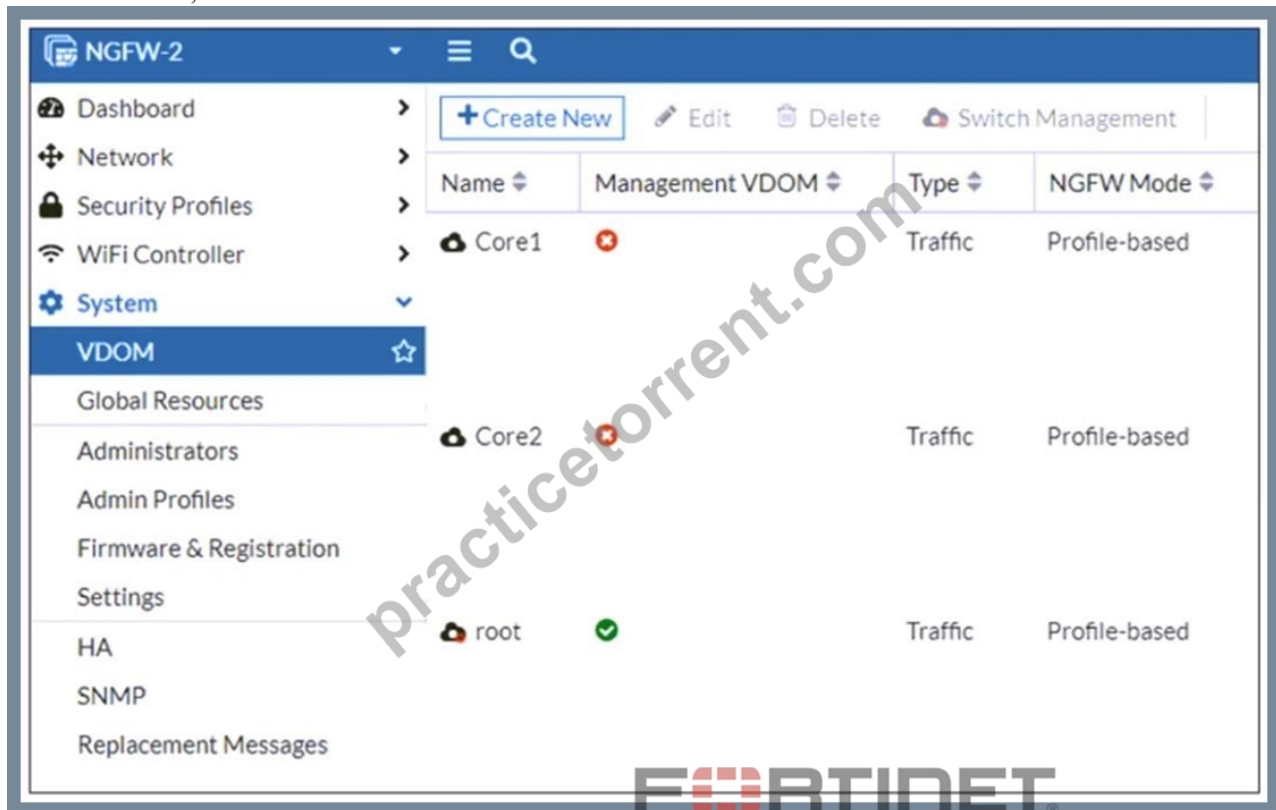 NGFW-2
Dashboard
Network
Security Profiles
WiFi Controller
System
VDOM
Global Resources
Administrators
Admin Profiles
Firmware & Registration
Settings
HA
SNMP
Replacement Messages
+Create New Edit Delete Switch Management
Name Management VDOM Type NGFW Mode
Core1 Traffic Profile-based
Core2 Traffic Profile-based
root Traffic Profile-based
practicetorrent.com
FORTINET®